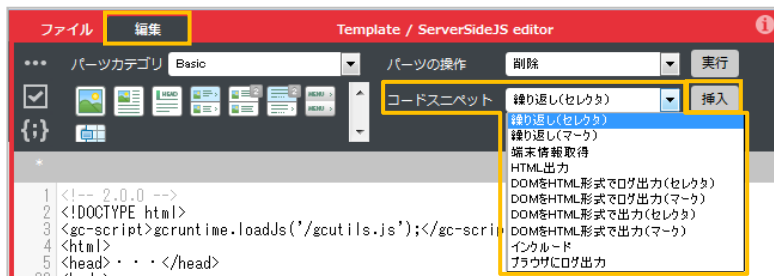 ファイル 編集 Template / ServerSideJS editor
パーツカテゴリ Basic パーツの操作 削除 実行
HEAD 2 2 MENU MENU
コードスニペット 繰り返し(セレクタ) 挿入
繰り返し(セレクタ)
繰り返し(マーク)
端末情報取得
HTML出力
DOMをHTML形式でログ出力(セレクタ)
DOMをHTML形式でログ出力(マーク)
DOMをHTML形式で出力(セレクタ)
DOMをHTML形式で出力(マーク)
インクルード
ブラウザにログ出力
{;}
*
1 <!-- 2.0.0 -->
2 <!DOCTYPE html>
3 <gc-script>gcruntime.loadJs('/gcutils.js');</gc-scrip
4 <html>
5 <head>・・・</head>